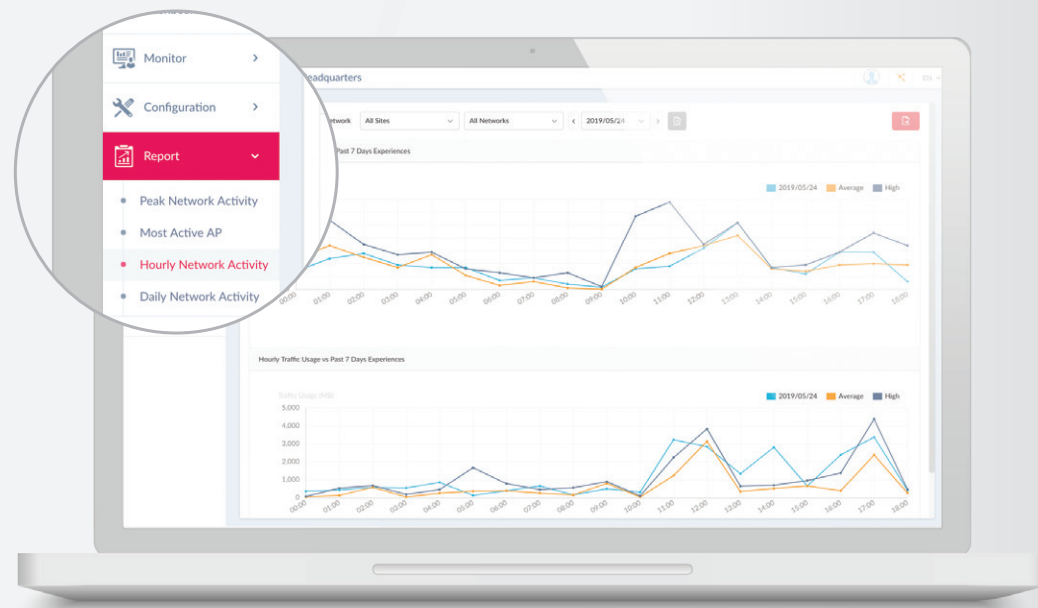 Monitor
Configuration
Report
Peak Network Activity
Most Active AP
Hourly Network Activity
Daily Network Activity
EN
All Sites
All Networks
2019/05/24
Past 7 Days Experiences
2019/05/24 Average High
00:00 01:00 02:00 03:00 04:00 05:00 06:00 07:00 08:00 09:00 10:00 11:00 12:00 13:00 14:00 15:00 16:00 17:00 18:00
Hourly Traffic Usage vs Past 7 Days Experiences
Traffic Usage (MB)
2019/05/24 Average High
5,000
4,000
3,000
2,000
1,000
0
00:00 01:00 02:00 03:00 04:00 05:00 06:00 07:00 08:00 09:00 10:00 11:00 12:00 13:00 14:00 15:00 16:00 17:00 18:00